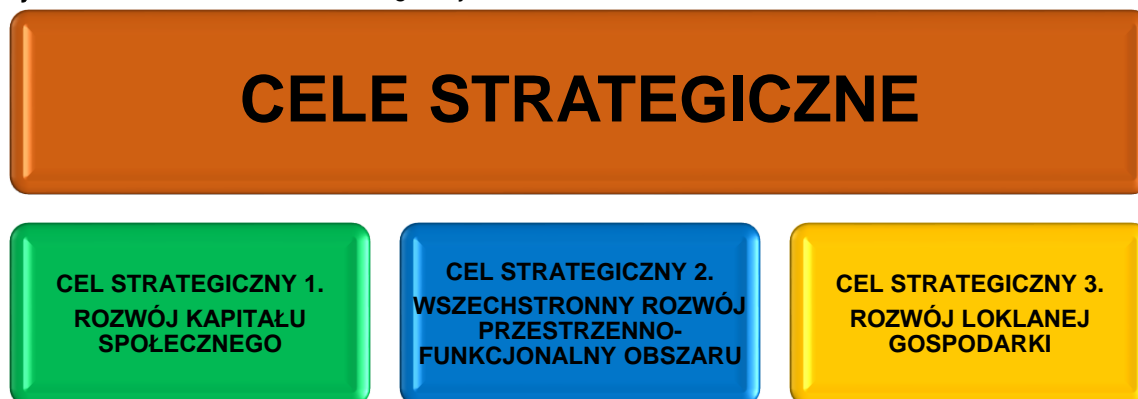 CELE STRATEGICZNE
CEL STRATEGICZNY 1.
ROZWÓJ KAPITAŁU
SPOŁECZNEGO
CEL STRATEGICZNY 2.
WSZECHSTRONNY ROZWÓJ
PRZESTRZENNO-
FUNKCJONALNY OBSZARU
CEL STRATEGICZNY 3.
ROZWÓJ LOKLANEJ
GOSPODARKI